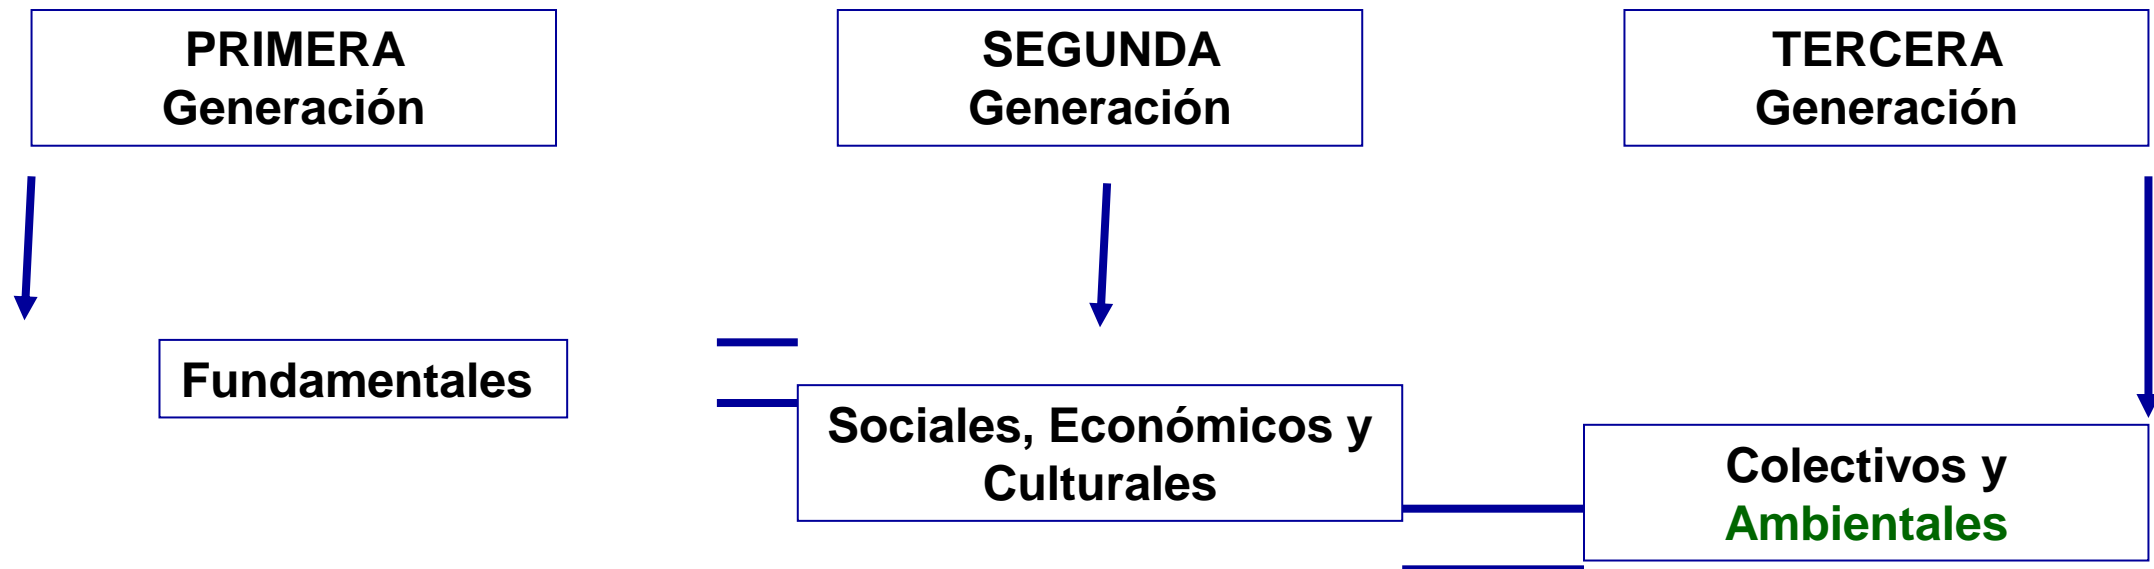 PRIMERA
Generación
SEGUNDA
Generación
TERCERA
Generación
Fundamentales
Sociales, Económicos y
Culturales
Colectivos y
Ambientales